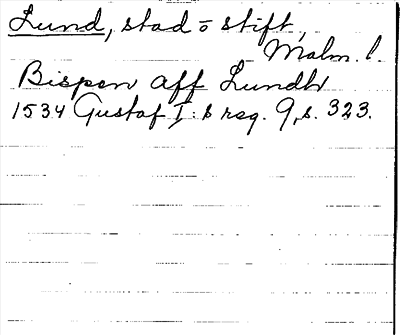 Lund, stad o stift,
Malm. l.
Bispen aff Lundh
1534 Gustaf I:s reg. 9, s. 323.